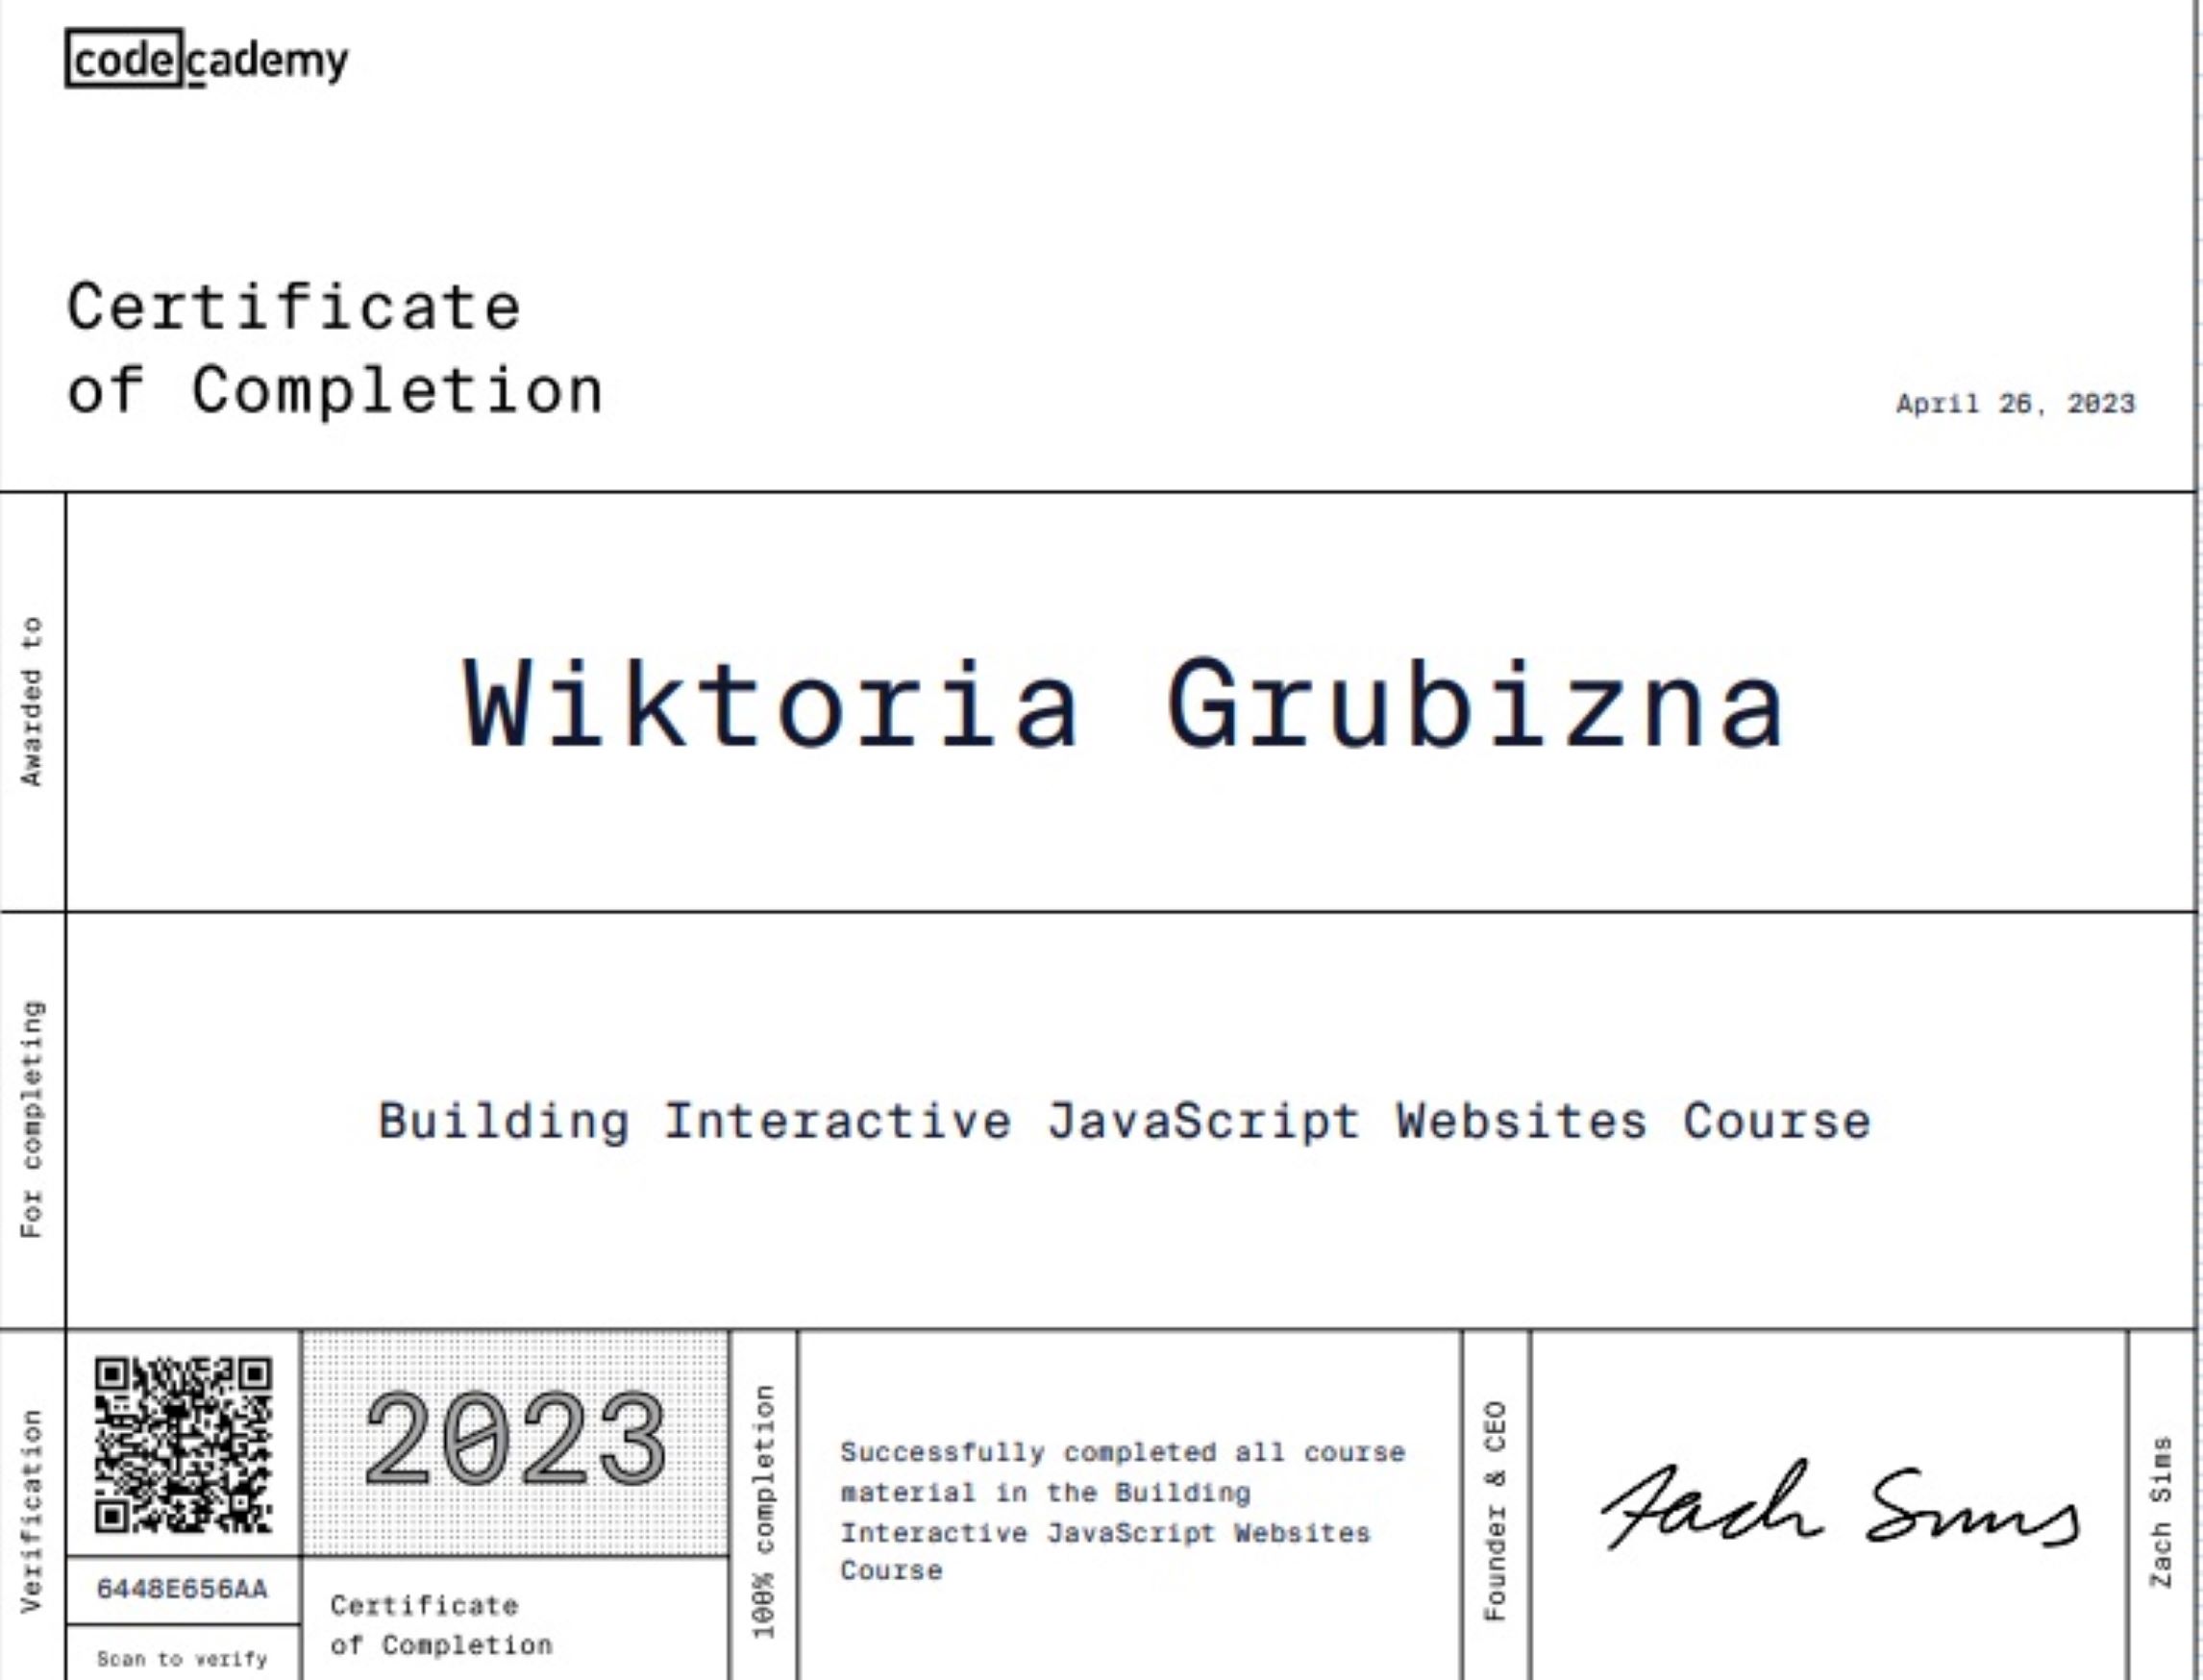 codecademy
Certificate
of Completion
April 26, 2023
Awarded to
Wiktoria Grubizna
For completing
Building Interactive JavaScript Websites Course
Verification
6448E656AA
Scan to verify
2023
Certificate
of Completion
100% completion
Successfully completed all course
material in the Building
Interactive JavaScript Websites
Course
Founder & CEO
Zach Sims
Zach Sims